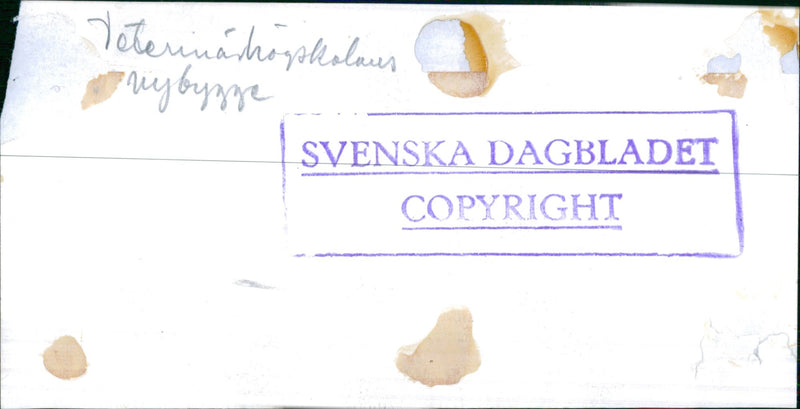 Veterinärhögskolans
nybygge
SVENSKA DAGBLADET
COPYRIGHT